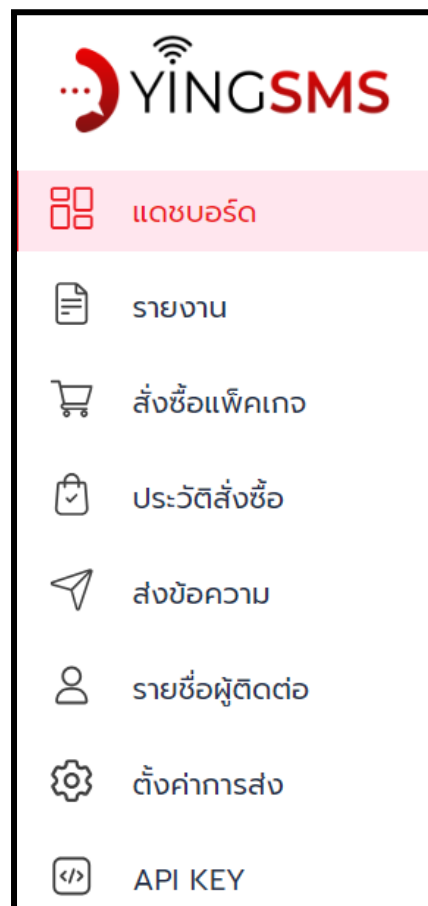 YINGSMS
แดชบอร์ด
รายงาน
สั่งซื้อแพ็คเกจ
ประวัติสั่งซื้อ
ส่งข้อความ
รายชื่อผู้ติดต่อ
ตั้งค่าการส่ง
API KEY